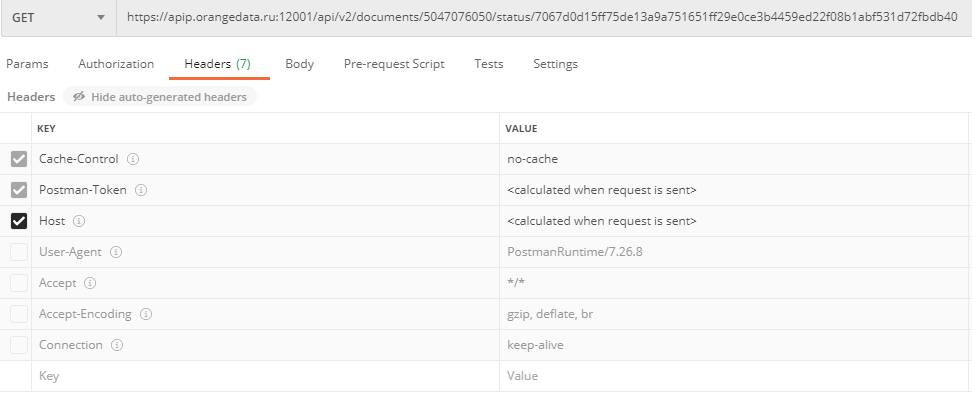 GET https://apip.orangedata.ru:12001/api/v2/documents/5047076050/status/7067d0d15ff75de13a9a751651ff29e0ce3b4459ed22f08b1abf531d72fbdb40
Params Authorization Headers (7) Body Pre-request Script Tests Settings
Headers Hide auto-generated headers
KEY VALUE
Cache-Control no-cache
Postman-Token <calculated when request is sent>
Host <calculated when request is sent>
User-Agent PostmanRuntime/7.26.8
Accept */*
Accept-Encoding gzip, deflate, br
Connection keep-alive
Key Value